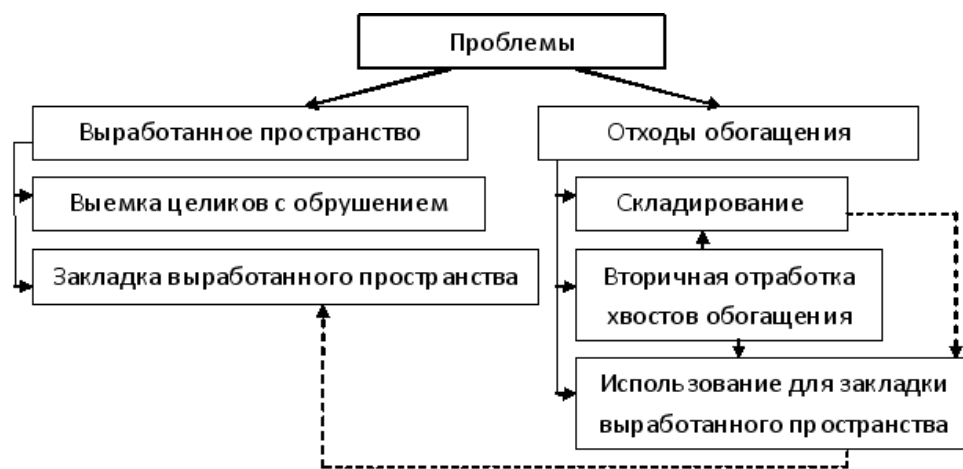 Проблемы
Выработанное пространство
Выемка целиков с обрушением
Закладка выработанного пространства
Отходы обогащения
Складирование
Вторичная отработка
хвостов обогащения
Использование для закладки
выработанного пространства